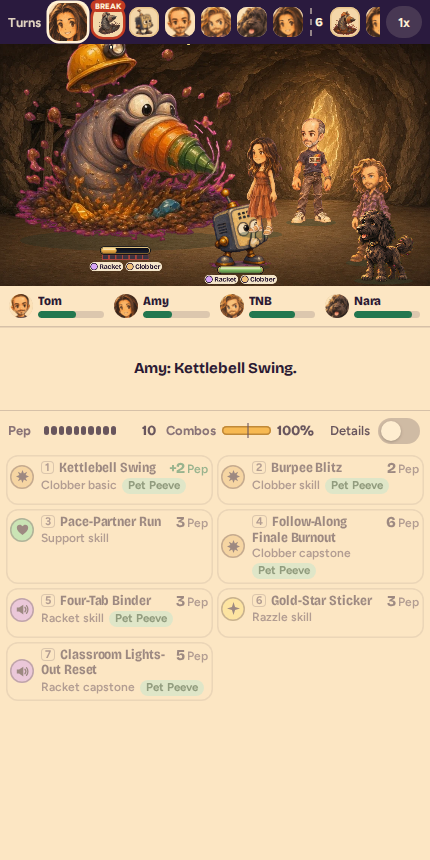 Turns
BREAK
6
1x
Racket Clobber
Racket Clobber
Tom
Amy
TNB
Nara
Amy: Kettlebell Swing.
Pep
10
Combos
100%
Details
1 Kettlebell Swing +2 Pep
Clobber basic Pet Peeve
2 Burpee Blitz 2 Pep
Clobber skill Pet Peeve
3 Pace-Partner Run 3 Pep
Support skill
4 Follow-Along 6 Pep
Finale Burnout
Clobber capstone
Pet Peeve
5 Four-Tab Binder 3 Pep
Racket skill Pet Peeve
6 Gold-Star Sticker 3 Pep
Razzle skill
7 Classroom Lights- 5 Pep
Out Reset
Racket capstone Pet Peeve